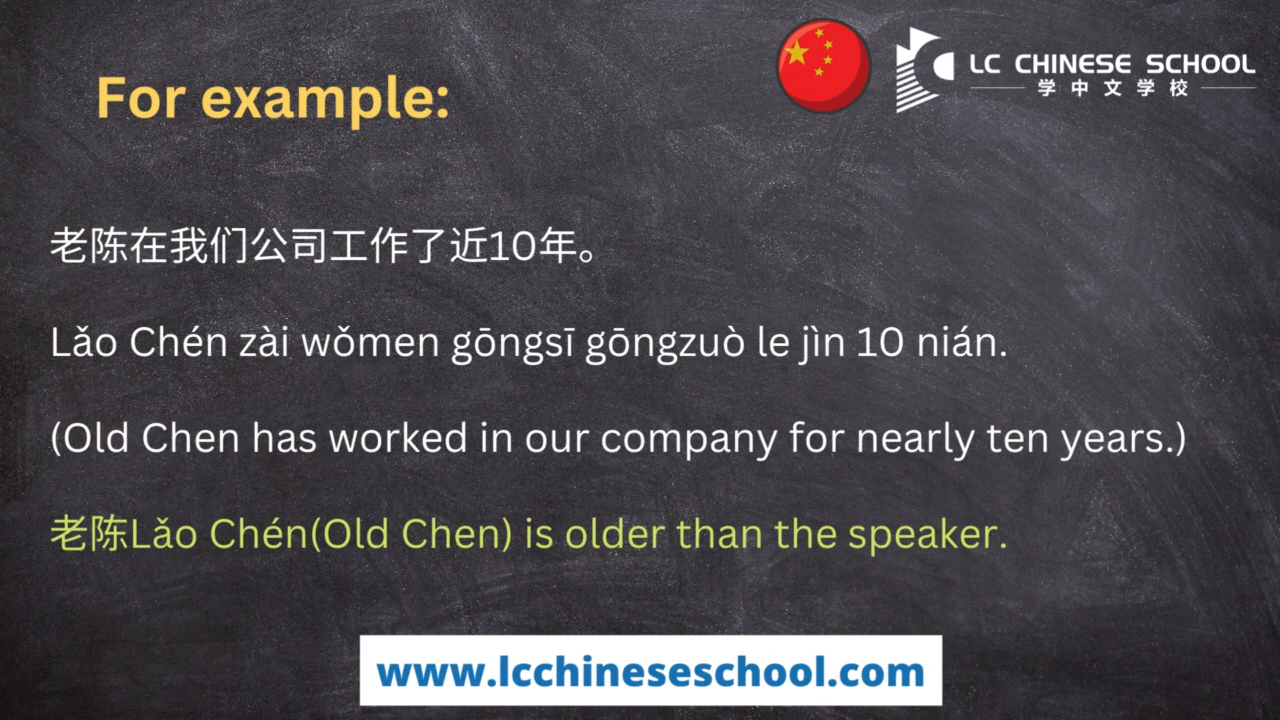 LC CHINESE SCHOOL
学中文学校
For example:
老陈在我们公司工作了近10年。
Lǎo Chén zài wǒmen gōngsī gōngzuò le jìn 10 nián.
(Old Chen has worked in our company for nearly ten years.)
老陈Lǎo Chén(Old Chen) is older than the speaker.
www.lcchineseschool.com